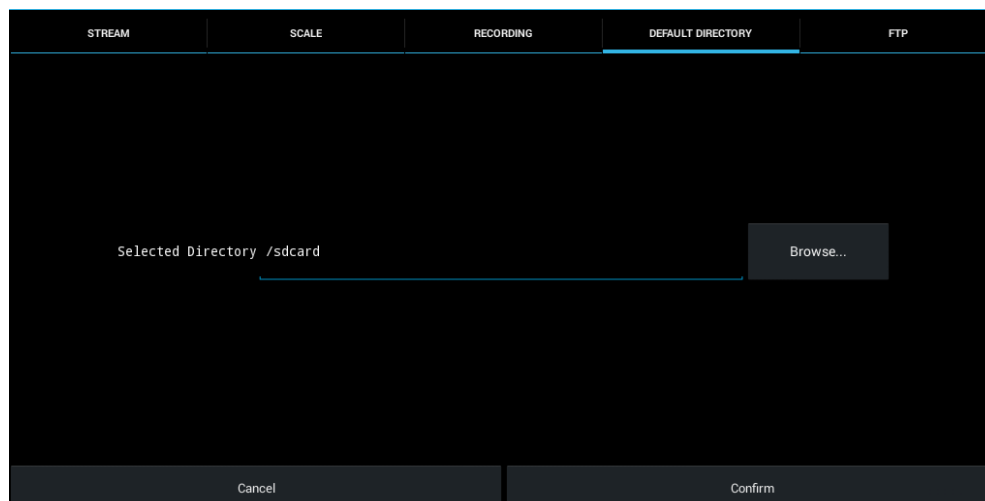 STREAM SCALE RECORDING DEFAULT DIRECTORY FTP
Selected Directory /sdcard Browse...
Cancel Confirm